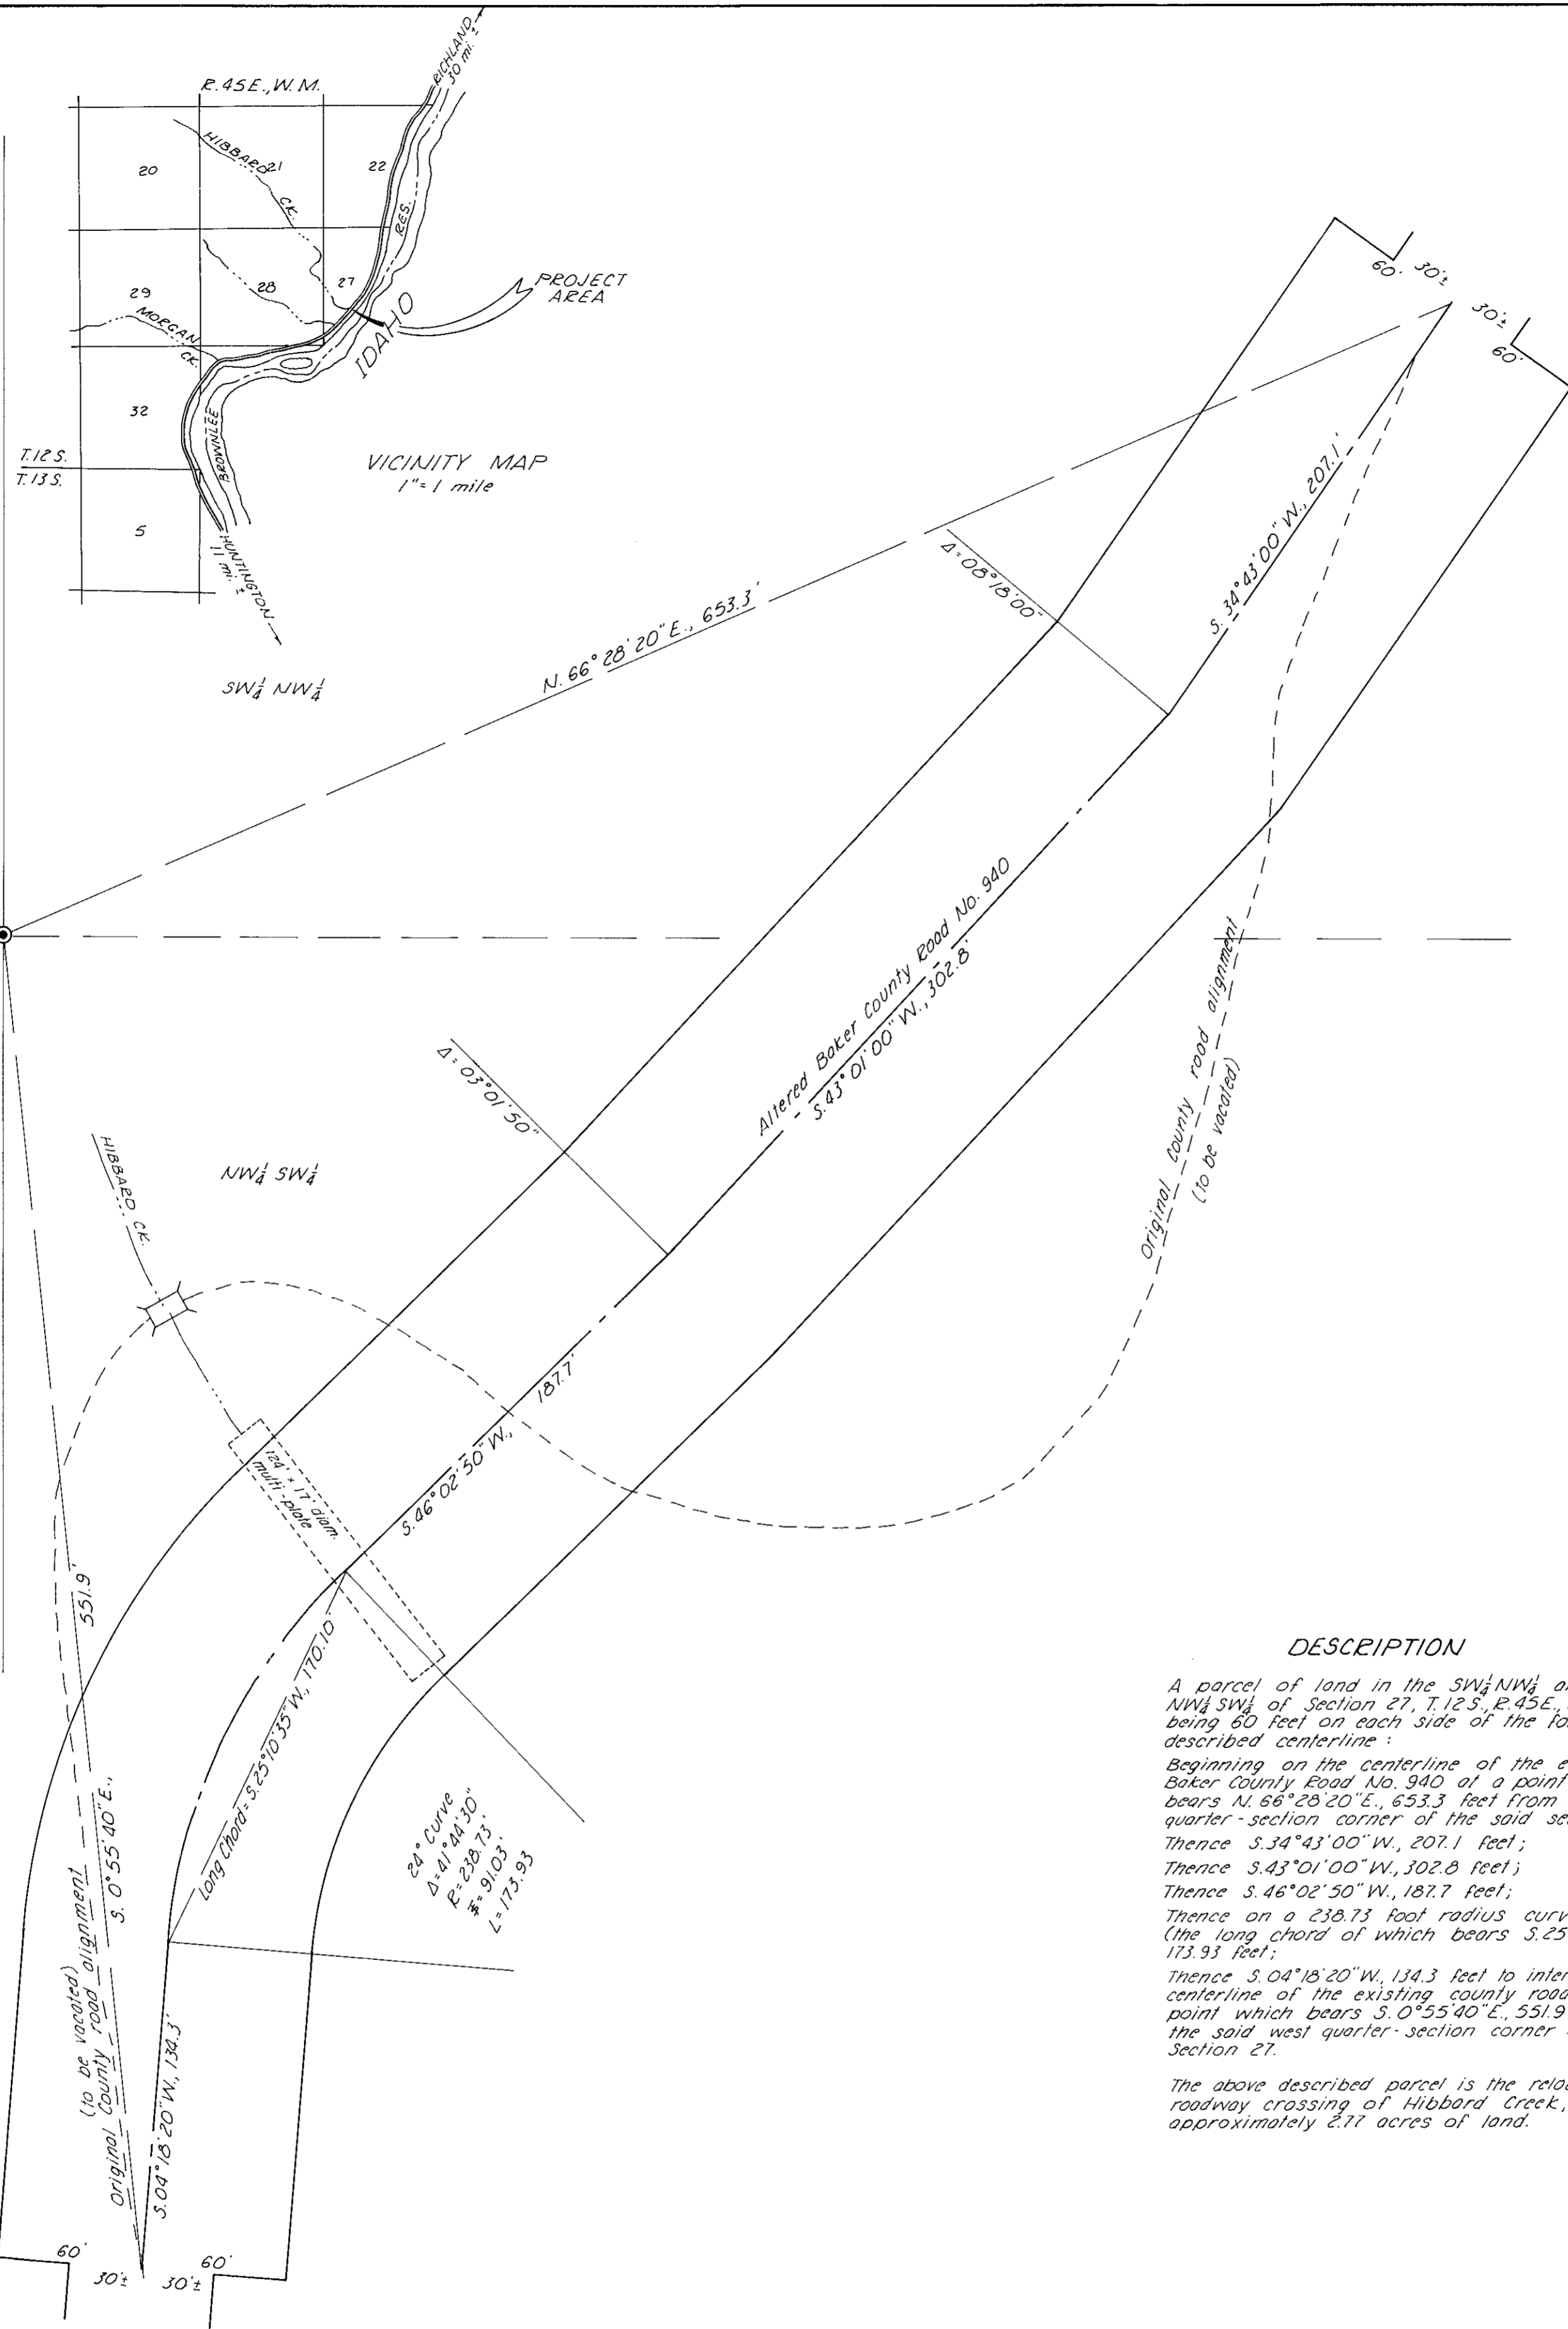 R. 45E., W.M.
RICHLAND
30 mi. ±
HIBBARD
CK.
20
21
22
RES.
29
28
27
MORGAN
CK.
IDAHO
PROJECT
AREA
32
BROWNLEE
T. 12 S.
T. 13 S.
5
HUNTINGTON
11 mi. ±
VICINITY MAP
1" = 1 mile
60' 30'±
30'±
60'
SW¼ NW¼
N. 66° 28' 20" E., 653.3'
Δ = 08° 18' 00"
S. 34° 43' 00" W., 207.1'
Altered Baker County Road No. 940
S. 43° 01' 00" W., 302.8'
Original County road alignment
(to be vacated)
Δ = 03° 01' 50"
HIBBARD CK.
NW¼ SW¼
S. 46° 02' 50" W., 187.7'
124' x 17' diam.
multi-plate
551.9'
S. 0° 55' 40" E.,
Long Chord = S. 25° 10' 35" W., 170.10'
24° Curve
Δ = 41° 44' 30"
R = 238.73'
T = 91.03'
L = 173.93
(to be vacated)
Original County road alignment
S. 04° 18' 20" W., 134.3'
60'
30'±
30'±
60'
DESCRIPTION
A parcel of land in the SW¼ NW¼
NW¼ SW¼ of Section 27, T. 12 S., R. 45E.,
being 60 feet on each side of the
described centerline :
Beginning on the centerline of the
Baker County Road No. 940 at a point
bears N. 66° 28' 20" E., 653.3 feet from
quarter-section corner of the said
Thence S. 34° 43' 00" W., 207.1 feet;
Thence S. 43° 01' 00" W., 302.8 feet;
Thence S. 46° 02' 50" W., 187.7 feet;
Thence on a 238.73 foot radius
(the long chord of which bears S. 25
173.93 feet;
Thence S. 04° 18' 20" W., 134.3 feet to
centerline of the existing county
point which bears S. 0° 55' 40" E., 551.9
the said west quarter-section corner
Section 27.
The above described parcel is the
roadway crossing of Hibbard Creek,
approximately 2.77 acres of land.